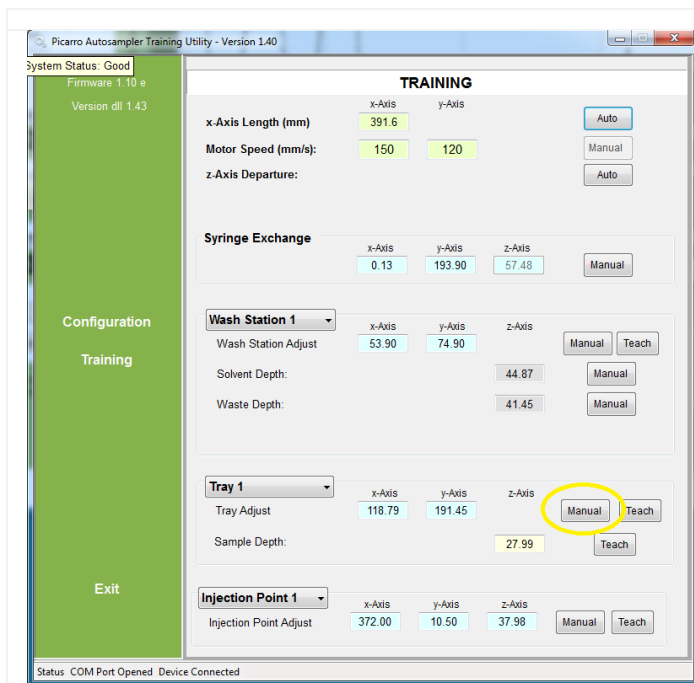 Picarro Autosampler Training Utility - Version 1.40
System Status: Good
Firmware 1.10 e
Version dll 1.43
Configuration
Training
Exit
TRAINING
x-Axis y-Axis
x-Axis Length (mm) 391.6 Auto
Motor Speed (mm/s): 150 120 Manual
z-Axis Departure: Auto
Syringe Exchange
x-Axis y-Axis z-Axis
0.13 193.90 57.48 Manual
Wash Station 1
x-Axis y-Axis z-Axis
Wash Station Adjust 53.90 74.90 Manual Teach
Solvent Depth: 44.87 Manual
Waste Depth: 41.45 Manual
Tray 1
x-Axis y-Axis z-Axis
Tray Adjust 118.79 191.45 Manual Teach
Sample Depth: 27.99 Teach
Injection Point 1
x-Axis y-Axis z-Axis
Injection Point Adjust 372.00 10.50 37.98 Manual Teach
Status COM Port Opened Device Connected